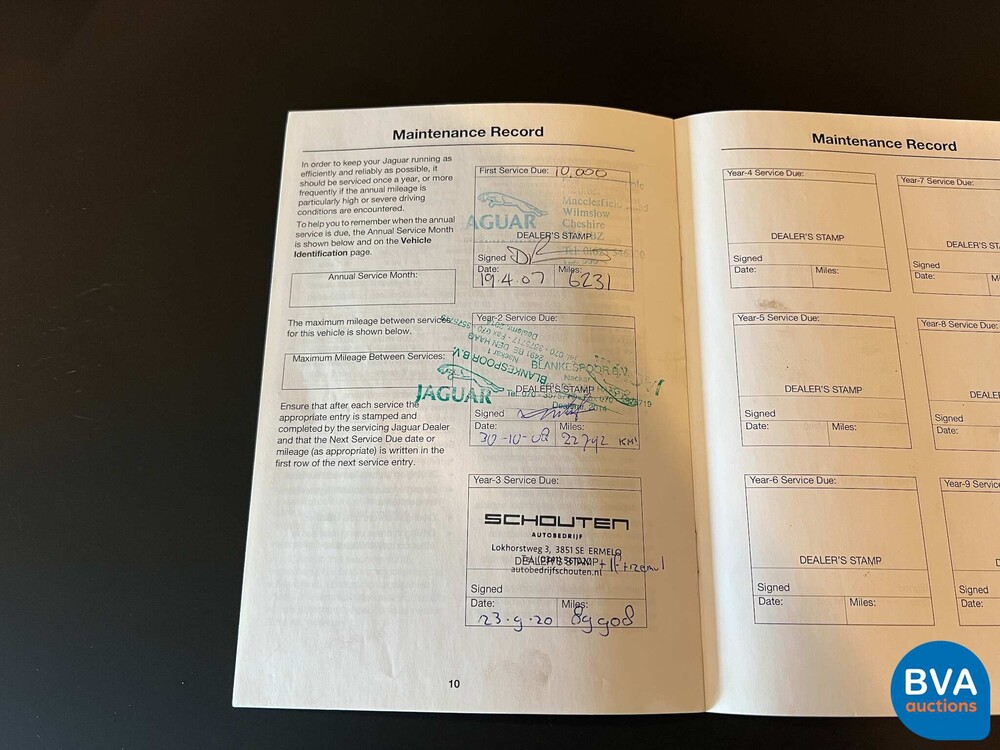 Maintenance Record
In order to keep your Jaguar running as
efficiently and reliably as possible, it
should be serviced once a year, or more
frequently if the annual mileage is
particularly high or severe driving
conditions are encountered.
To help you to remember when the annual
service is due, the Annual Service Month
is shown below and on the Vehicle
Identification page.
Annual Service Month:
The maximum mileage between services
for this vehicle is shown below.
Maximum Mileage Between Services:
Ensure that after each service the
appropriate entry is stamped and
completed by the servicing Jaguar Dealer
and that the Next Service Due date or
mileage (as appropriate) is written in the
first row of the next service entry.
First Service Due: 10,000
JAGUAR
Macclesfield
Wilmslow
Cheshire
DEALER'S STAMP
Signed
Date: Miles:
19.4.07 6231
Year-2 Service Due:
2491 BE DEN HAAG
BLANKESPOOR B.V.
BLANKESPOOR B.V.
JAGUAR
DEALER'S STAMP
Signed
Date: Miles:
30-10-08 22792 KM
Year-3 Service Due:
SCHOUTEN
AUTOBEDRIJF
Lokhorstweg 3, 3851 SE ERMELO
DEALER'S STAMP
autobedrijfschouten.nl
Signed
Date: Miles:
23.9.20 89908
10
Maintenance Record
Year-4 Service Due:
DEALER'S STAMP
Signed
Date: Miles:
Year-5 Service Due:
DEALER'S STAMP
Signed
Date: Miles:
Year-6 Service Due:
DEALER'S STAMP
Signed
Date: Miles:
Year-7 Service Due:
DEALER'S STA
Signed
Date: M
Year-8 Service Due:
DEALE
Signed
Date:
Year-9 Service
Signed
Date:
BVA
auctions